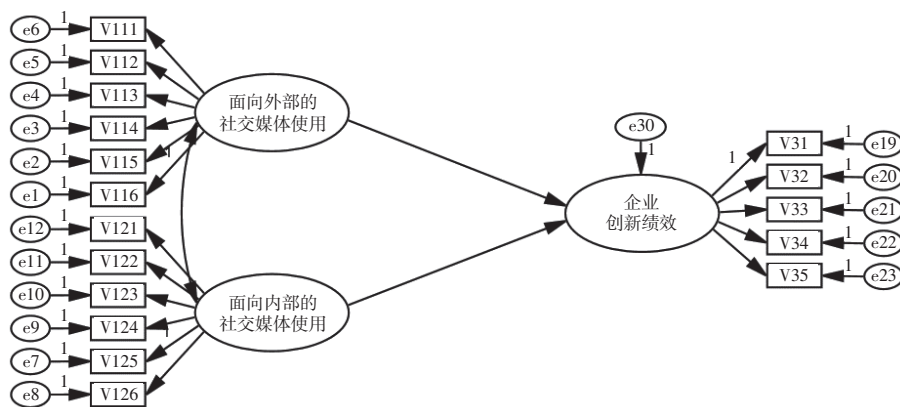 e6 1 V111
e5 1 V112
e4 1 V113
e3 1 V114
e2 1 V115 1
e1 1 V116
e12 1 V121
e11 1 V122
e10 1 V123
e9 1 V124 1
e7 1 V125
e8 1 V126
面向外部的
社交媒体使用
面向内部的
社交媒体使用
e30
1
企业
创新绩效
1 V31 1 e19
V32 1 e20
V33 1 e21
V34 1 e22
V35 1 e23